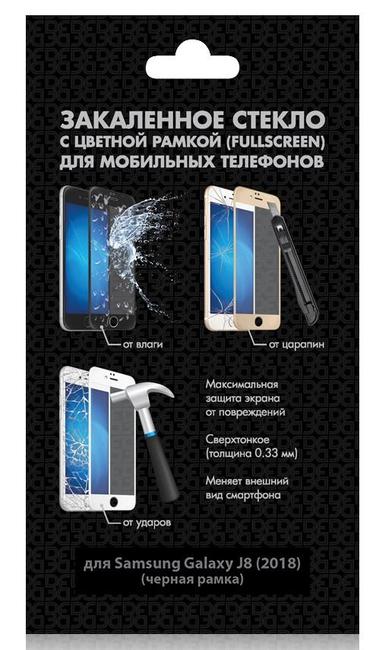 ЗАКАЛЕННОЕ СТЕКЛО
С ЦВЕТНОЙ РАМКОЙ (FULLSCREEN)
ДЛЯ МОБИЛЬНЫХ ТЕЛЕФОНОВ
от влаги
от царапин
Максимальная
защита экрана
от повреждений
Сверхтонкое
(толщина 0.33 мм)
Меняет внешний
вид смартфона
от ударов
для Samsung Galaxy J8 (2018)
(черная рамка)